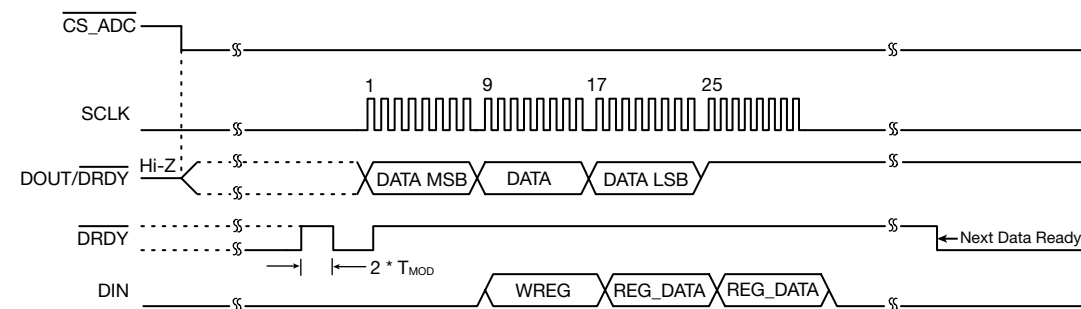 CS_ADC
1 9 17 25
SCLK
Hi-Z
DOUT/DRDY
DATA MSB DATA DATA LSB
DRDY
Next Data Ready
2 * TMOD
DIN
WREG REG_DATA REG_DATA